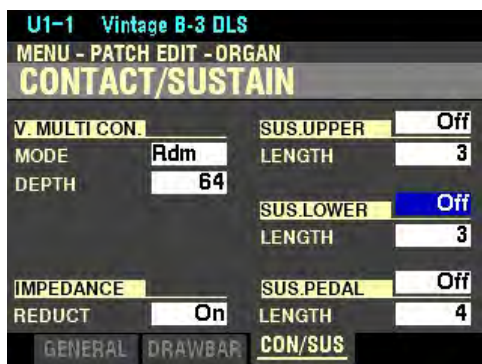 U1-1 Vintage B-3 DLS
MENU - PATCH EDIT - ORGAN
CONTACT/SUSTAIN
V. MULTI CON.
MODE Rdm
DEPTH 64
IMPEDANCE
REDUCT On
SUS.UPPER Off
LENGTH 3
SUS.LOWER Off
LENGTH 3
SUS.PEDAL Off
LENGTH 4
GENERAL DRAWBAR CON/SUS